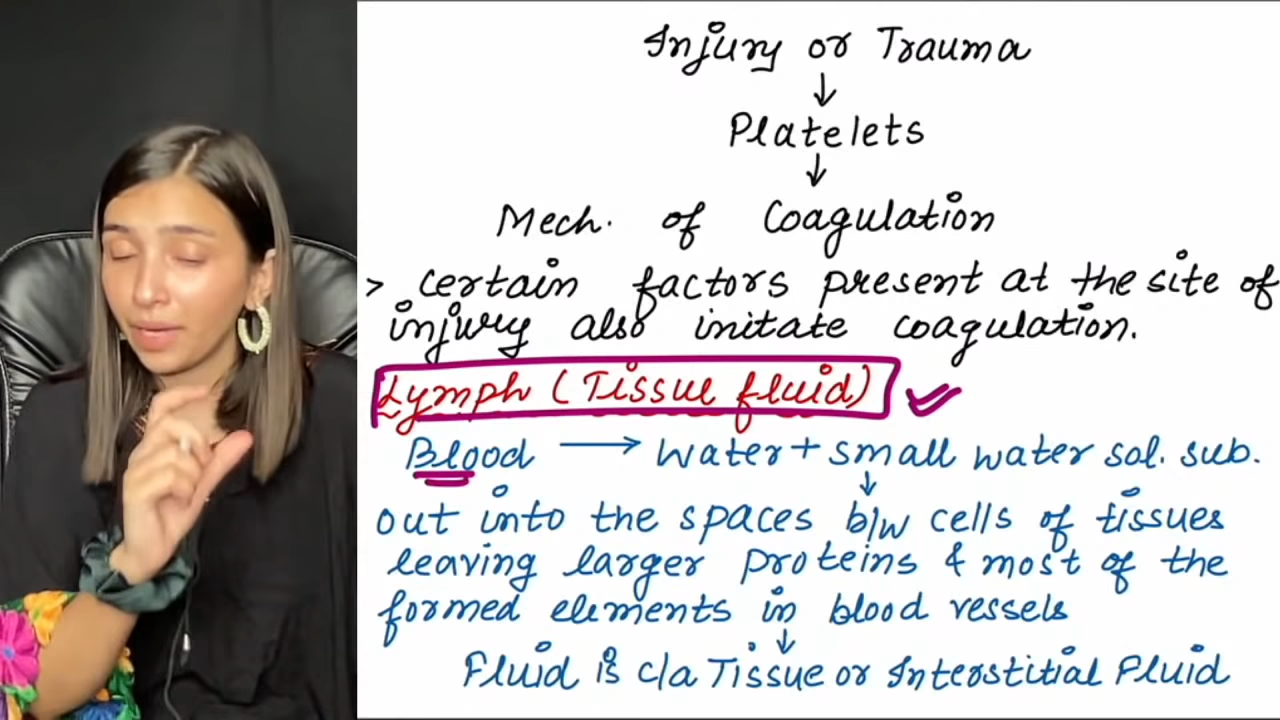 Injury or Trauma
↓
Platelets
↓
Mech. of Coagulation
> certain factors present at the site of
injury also initate coagulation.
Lymph (Tissue fluid)
Blood → Water + small water sol. sub.
↓
out into the spaces b/w cells of tissues
leaving larger proteins & most of the
formed elements in blood vessels
↓
Fluid is c/a Tissue or Interstitial Fluid